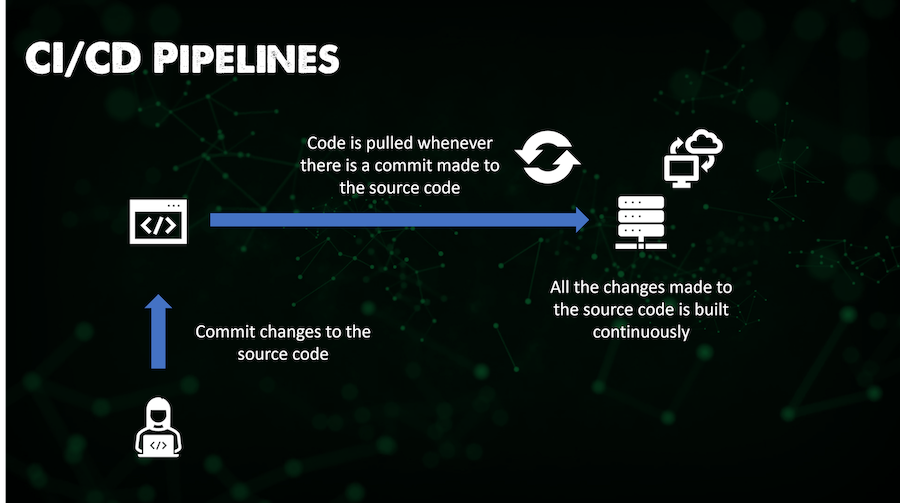 CI/CD Pipelines
Code is pulled whenever
there is a commit made to
the source code
</>
All the changes made to
the source code is built
continuously
Commit changes to the
source code
</>